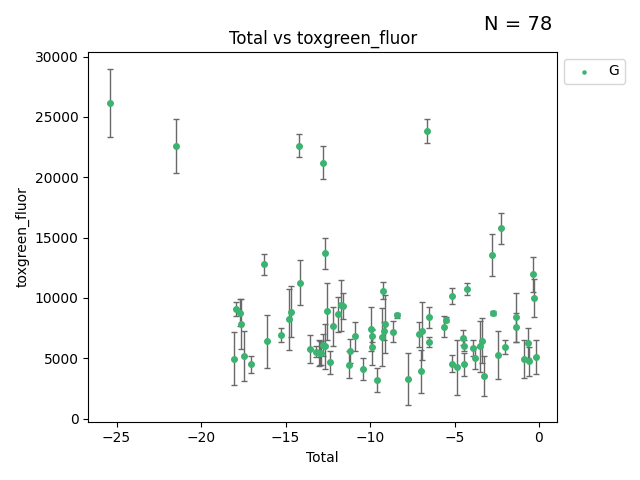 N = 78
Total vs toxgreen_fluor
G
30000
25000
20000
15000
10000
5000
0
toxgreen_fluor
−25
−20
−15
−10
−5
0
Total